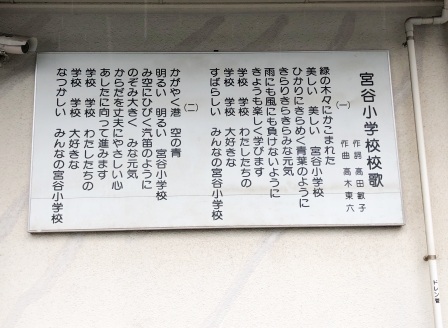 宮谷小学校校歌
作詞 高田敏子
作曲 高木東六
(一)
緑の木々にかこまれた
美しい 美しい 宮谷小学校
ひかりにきらめく青葉のように
きらりきらきらみな元気
雨にも風にも負けないように
きょうも楽しく学びます
学校 学校 わたしたちの
学校 学校 大好きな
すばらしい みんなの宮谷小学校
(二)
かがやく港 空の青
明るい 明るい 宮谷小学校
み空にひびく汽笛のように
のぞみ大きく みな元気
からだを丈夫にやさしい心
あしたに向って進みます
学校 学校 わたしたちの
学校 学校 大好きな
なつかしい みんなの宮谷小学校
ドレン管